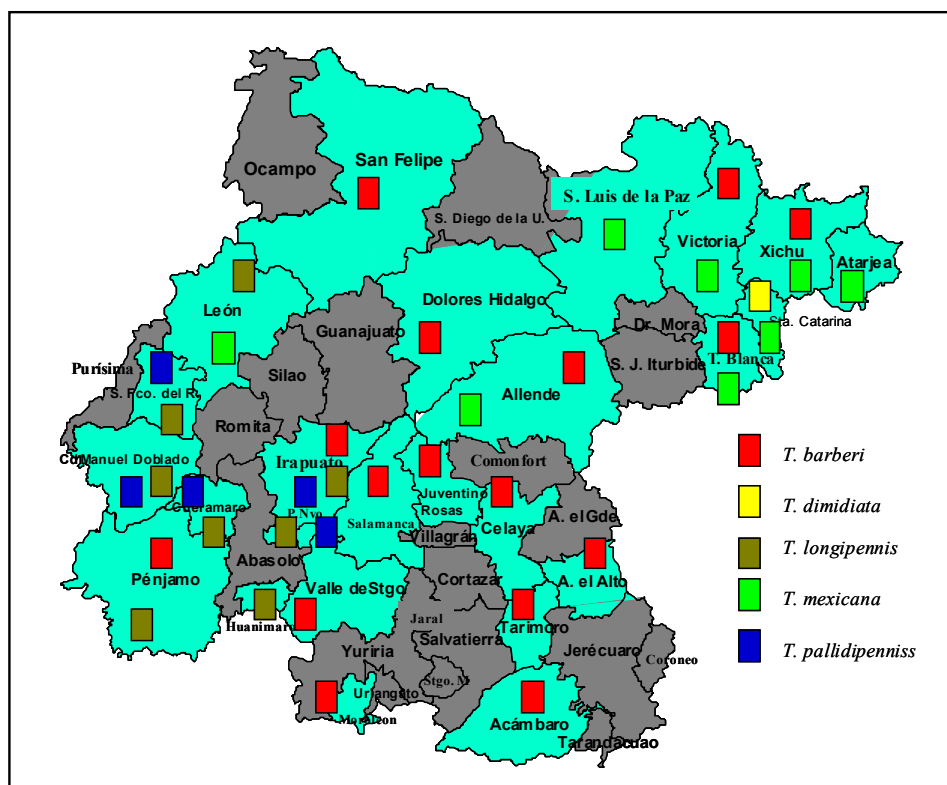 San Felipe
Ocampo
S. Luis de la Paz
S. Diego de la U.
Victoria
Xichu
Atarjea
León
Dolores Hidalgo
Guanajuato
Dr. Mora
Sta. Catarina
S. J. Iturbide
T. Blanca
Purísima
Silao
S. Fco. del R.
Allende
Romita
Manuel Doblado
Irapuato
Comonfort
Cueramaro
Juventino
Rosas
P. Nvo
Salamanca
Celaya
A. el Gde
Villagrán
Abasolo
Pénjamo
Valle de Stgo
Cortazar
A. el Alto
Huanimaro
Jaral
Tarimoro
Salvatierra
Yuriria
Jerécuaro
Coroneo
Stgo. M
Uriangato
Moroleon
Acámbaro
Tarandacuao
T. barberi
T. dimidiata
T. longipennis
T. mexicana
T. pallidipenniss